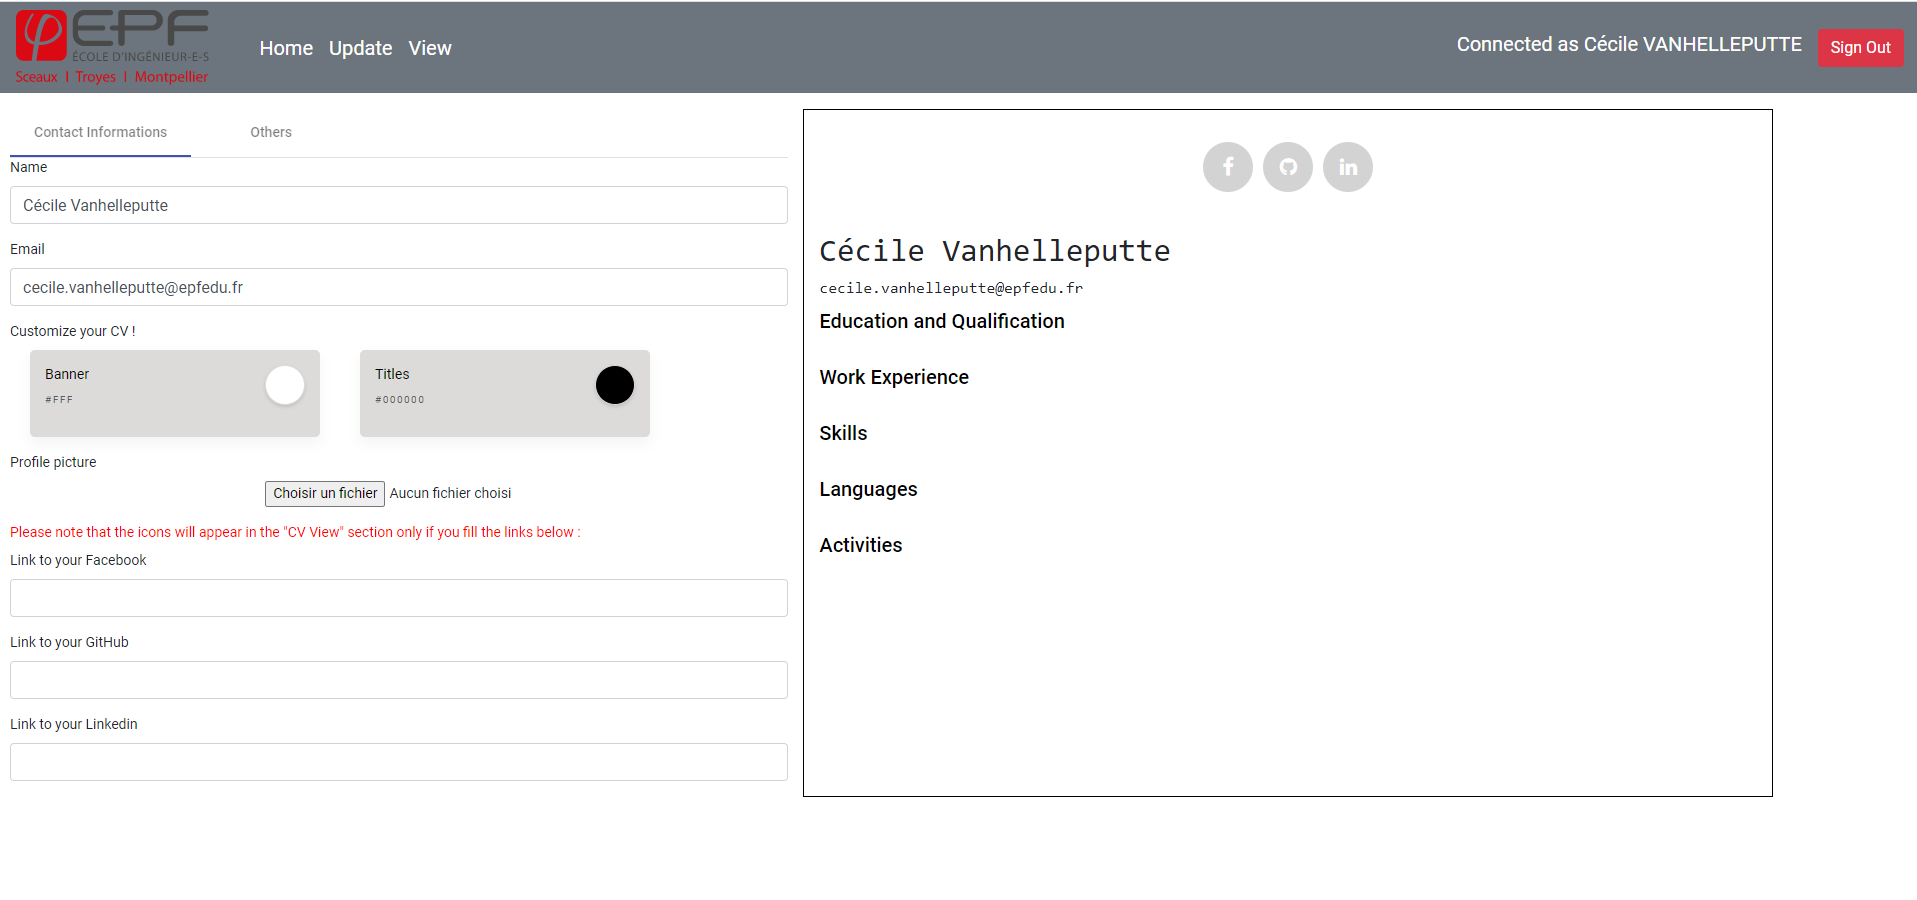 EPF
ÉCOLE D'INGÉNIEUR-E-S
Sceaux | Troyes | Montpellier
Home Update View
Connected as Cécile VANHELLEPUTTE
Sign Out
Contact Informations
Others
Name
Cécile Vanhelleputte
Email
cecile.vanhelleputte@epfedu.fr
Customize your CV !
Banner
#FFF
Titles
#000000
Profile picture
Choisir un fichier Aucun fichier choisi
Please note that the icons will appear in the "CV View" section only if you fill the links below :
Link to your Facebook
Link to your GitHub
Link to your Linkedin
f
in
Cécile Vanhelleputte
cecile.vanhelleputte@epfedu.fr
Education and Qualification
Work Experience
Skills
Languages
Activities